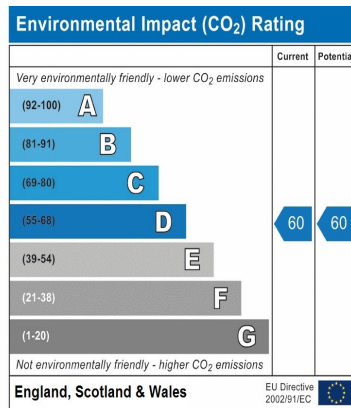 Environmental Impact (CO₂) Rating
Current Potential
Very environmentally friendly - lower CO₂ emissions
(92-100) A
(81-91) B
(69-80) C
(55-68) D 60 60
(39-54) E
(21-38) F
(1-20) G
Not environmentally friendly - higher CO₂ emissions
England, Scotland & Wales
EU Directive
2002/91/EC